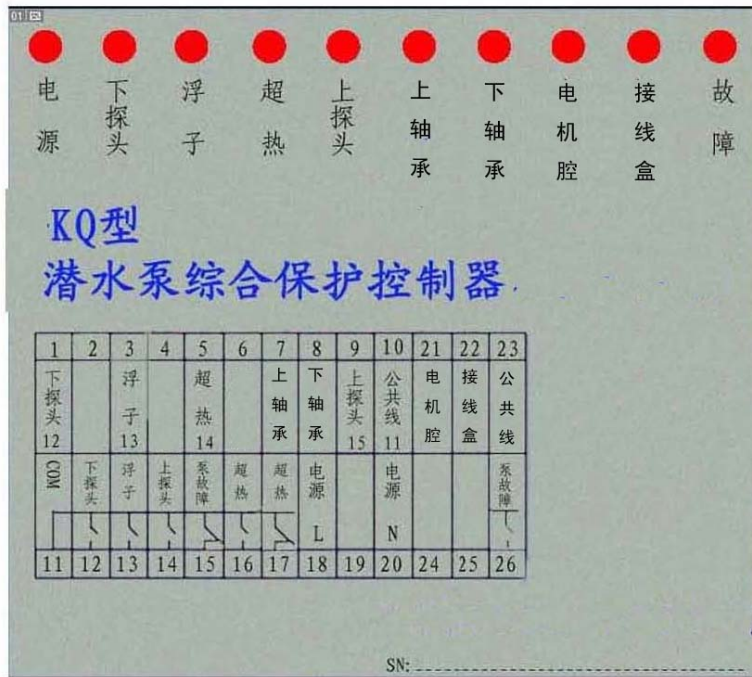 01
电源 下探头 浮子 超热 上探头 上轴承 下轴承 电机腔 接线盒 故障
KQ型
潜水泵综合保护控制器
1 2 3 4 5 6 7 8 9 10 21 22 23
下探头12 浮子13 超热14 上轴承 下轴承 上探头15 公共线11 电机腔 接线盒 公共线
COM 下探头 浮子 上探头 泵故障 超热 超热 电源L 电源N 泵故障
11 12 13 14 15 16 17 18 19 20 24 25 26
SN: